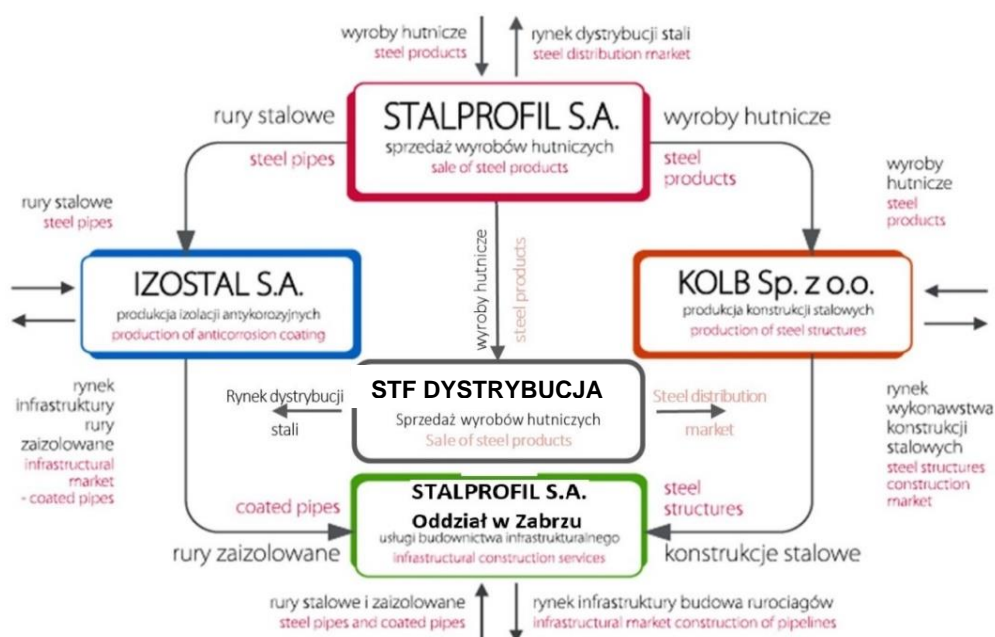 wyroby hutnicze
steel products
rynek dystrybucji stali
steel distribution market
STALPROFIL S.A.
sprzedaż wyrobów hutniczych
sale of steel products
rury stalowe
steel pipes
wyroby hutnicze
steel
products
rury stalowe
steel pipes
wyroby
hutnicze
steel
products
wyroby hutnicze
steel products
IZOSTAL S.A.
produkcja izolacji antykorozyjnych
production of anticorrosion coating
KOLB Sp. z o.o.
produkcja konstrukcji stalowych
production of steel structures
STF DYSTRYBUCJA
Sprzedaż wyrobów hutniczych
Sale of steel products
Rynek dystrybucji
stali
Steel distribution
market
rynek
infrastruktury
rury
zaizolowane
infrastructural
market
- coated pipes
rynek
wykonawstwa
konstrukcji
stalowych
steel structures
construction
market
STALPROFIL S.A.
Oddział w Zabrzu
usługi budownictwa infrastrukturalnego
infrastructural construction services
coated pipes
rury zaizolowane
steel
structures
konstrukcje stalowe
rury stalowe i zaizolowane
steel pipes and coated pipes
rynek infrastruktury budowa rurociągów
infrastructural market construction of pipelines